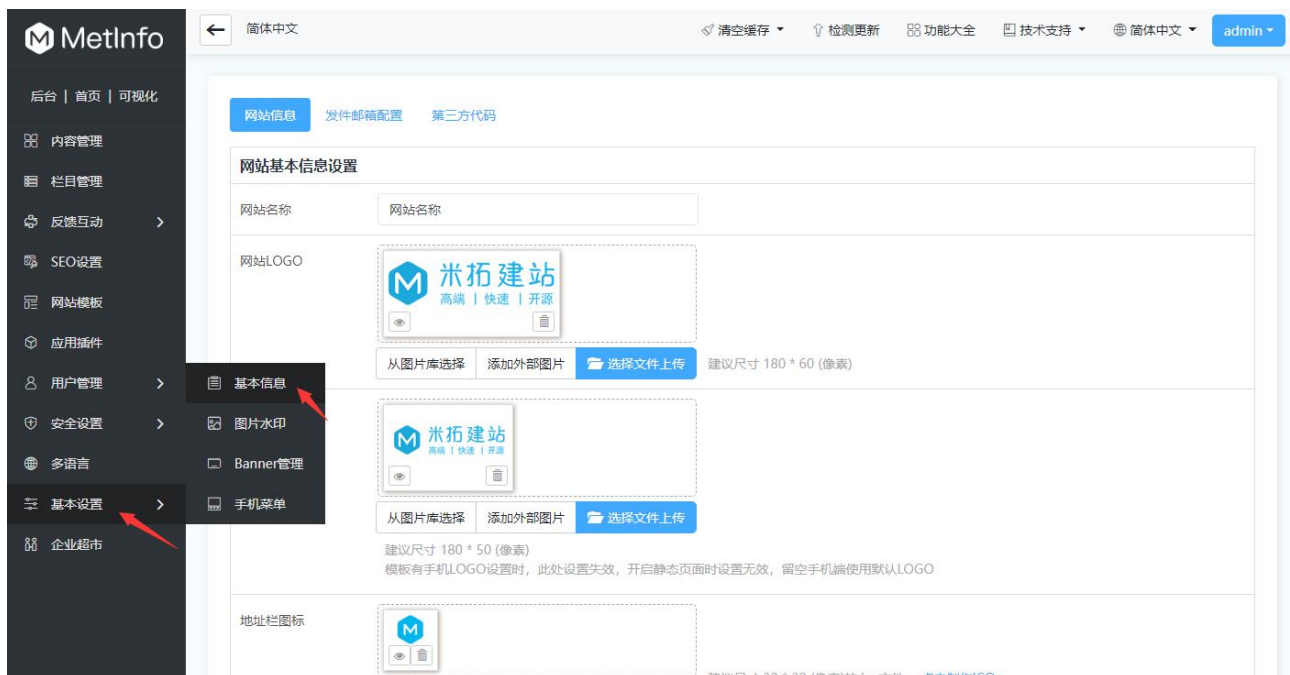 MetInfo
简体中文
清空缓存
检测更新
功能大全
技术支持
简体中文
admin
后台 | 首页 | 可视化
内容管理
栏目管理
反馈互动
SEO设置
网站模板
应用插件
用户管理
安全设置
多语言
基本设置
企业超市
基本信息
图片水印
Banner管理
手机菜单
网站信息
发件邮箱配置
第三方代码
网站基本信息设置
网站名称
网站名称
网站LOGO
米拓建站
高端 | 快速 | 开源
从图片库选择
添加外部图片
选择文件上传
建议尺寸 180 * 60 (像素)
米拓建站
高端 | 快速 | 开源
从图片库选择
添加外部图片
选择文件上传
建议尺寸 180 * 50 (像素)
模板有手机LOGO设置时，此处设置失效，开启静态页面时设置无效，留空手机端使用默认LOGO
地址栏图标